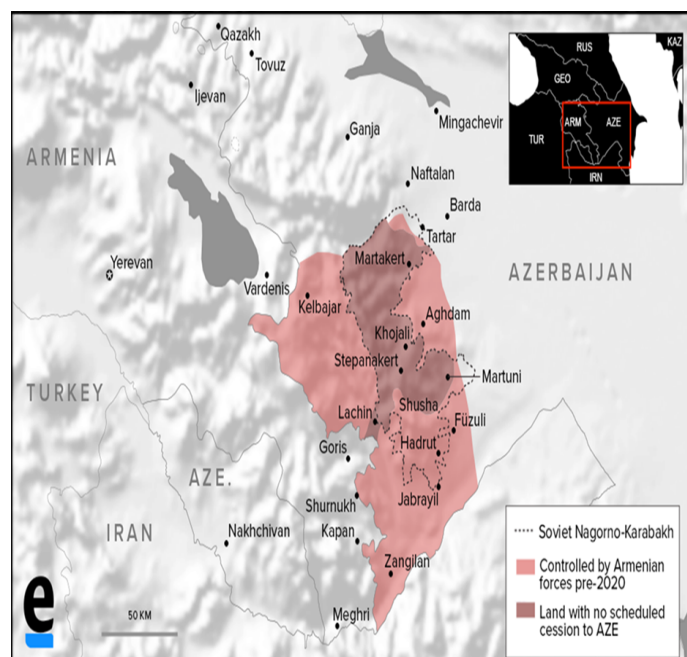 Qazakh
Tovuz
Ijevan
Mingachevir
Ganja
ARMENIA
Naftalan
Barda
Tartar
Yerevan
Martakert
AZERBAIJAN
Vardenis
Kelbajar
Aghdam
Khojali
Stepanakert
Martuni
TURKEY
Shusha
Lachin
Füzuli
Goris
Hadrut
AZE.
Jabrayil
Shurnukh
IRAN
Nakhchivan
Kapan
Zangilan
Meghri
50 KM
e
RUS
KAZ
GEO
ARM
AZE
TUR
IRN
Soviet Nagorno-Karabakh
Controlled by Armenian
forces pre-2020
Land with no scheduled
cession to AZE